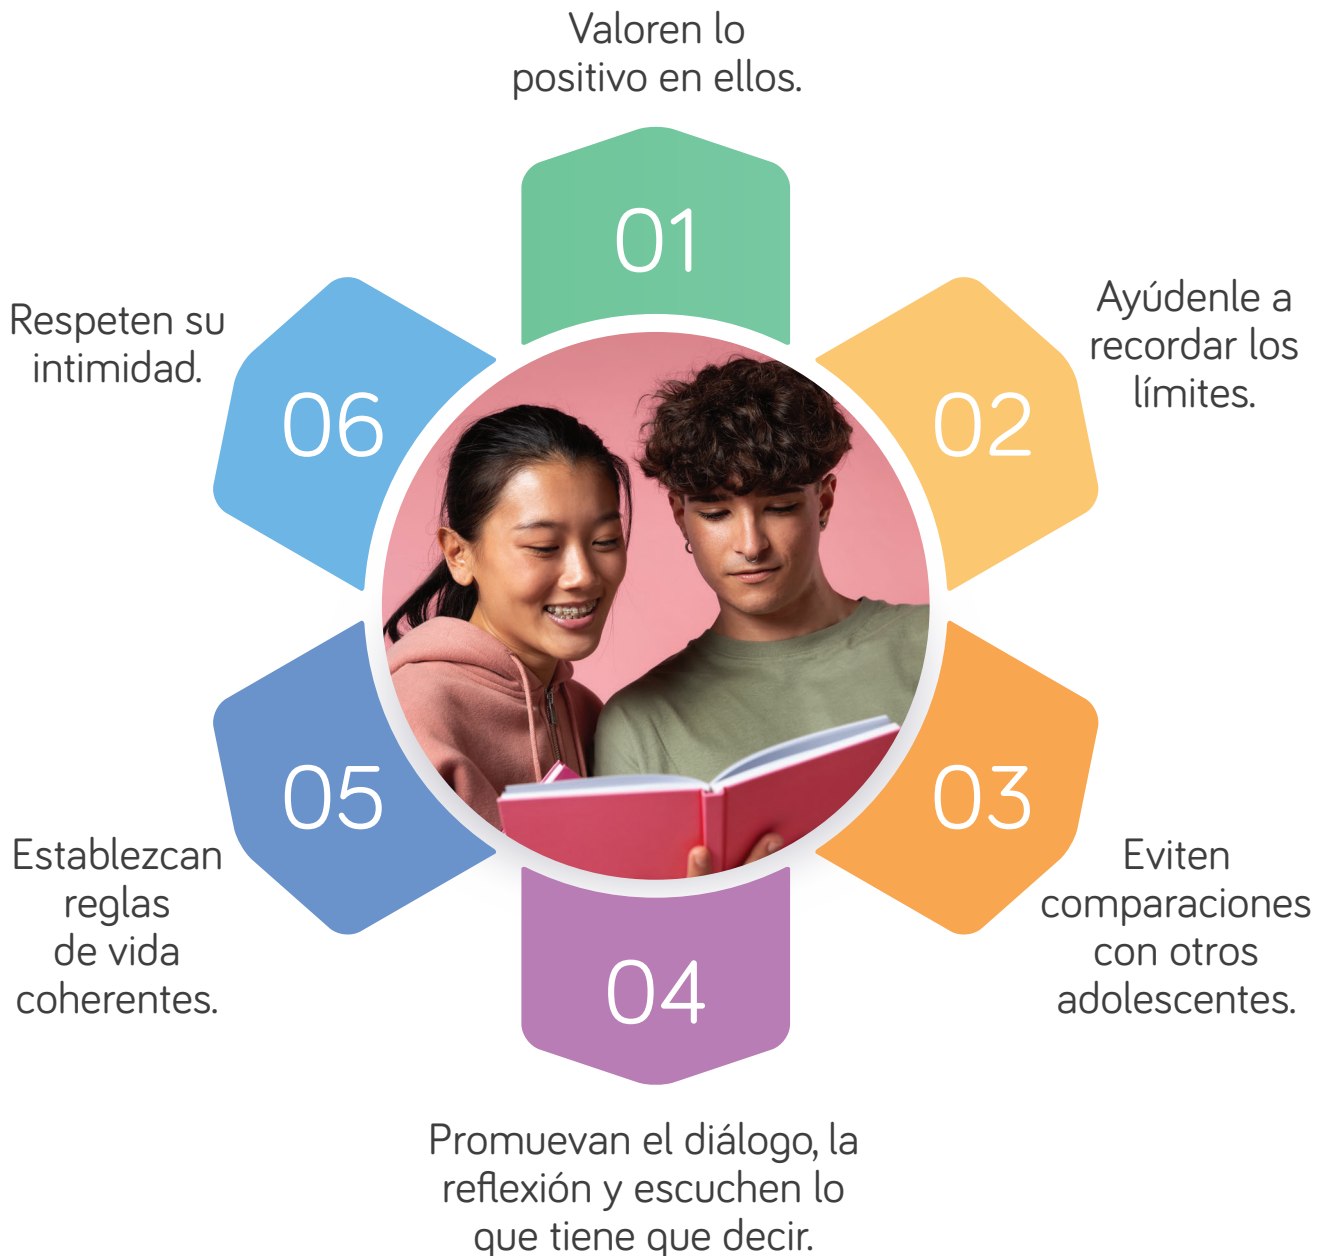 Valoren lo
positivo en ellos.
01
Ayúdenle a
recordar los
límites.
02
Eviten
comparaciones
con otros
adolescentes.
03
04
Promuevan el diálogo, la
reflexión y escuchen lo
que tiene que decir.
05
Establezcan
reglas
de vida
coherentes.
06
Respeten su
intimidad.